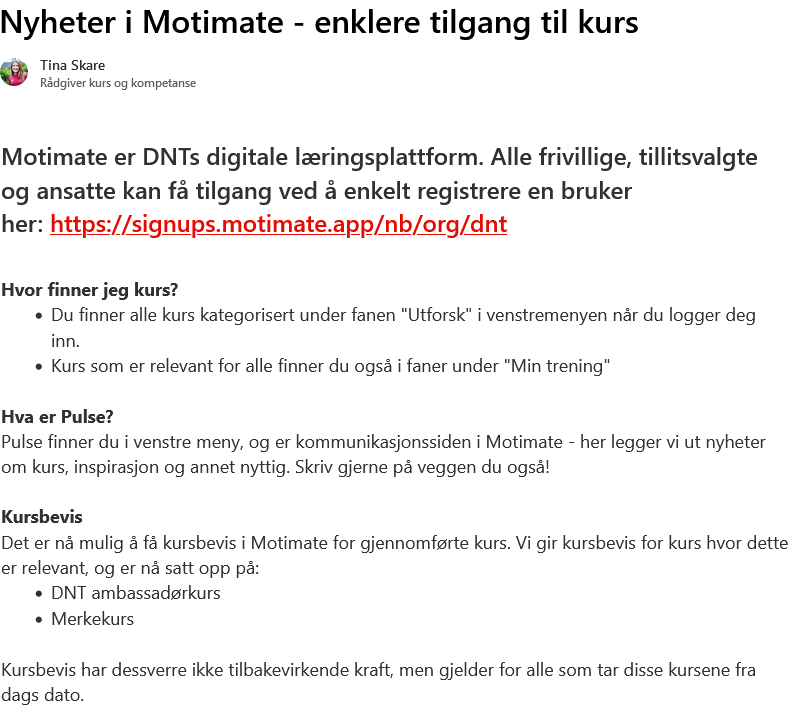 Nyheter i Motimate - enklere tilgang til kurs
Tina Skare
Rådgiver kurs og kompetanse
Motimate er DNTs digitale læringsplattform. Alle frivillige, tillitsvalgte
og ansatte kan få tilgang ved å enkelt registrere en bruker
her: https://signups.motimate.app/nb/org/dnt
Hvor finner jeg kurs?
• Du finner alle kurs kategorisert under fanen "Utforsk" i venstremenyen når du logger deg
inn.
• Kurs som er relevant for alle finner du også i faner under "Min trening"
Hva er Pulse?
Pulse finner du i venstre meny, og er kommunikasjonssiden i Motimate - her legger vi ut nyheter
om kurs, inspirasjon og annet nyttig. Skriv gjerne på veggen du også!
Kursbevis
Det er nå mulig å få kursbevis i Motimate for gjennomførte kurs. Vi gir kursbevis for kurs hvor dette
er relevant, og er nå satt opp på:
• DNT ambassadørkurs
• Merkekurs
Kursbevis har dessverre ikke tilbakevirkende kraft, men gjelder for alle som tar disse kursene fra
dags dato.